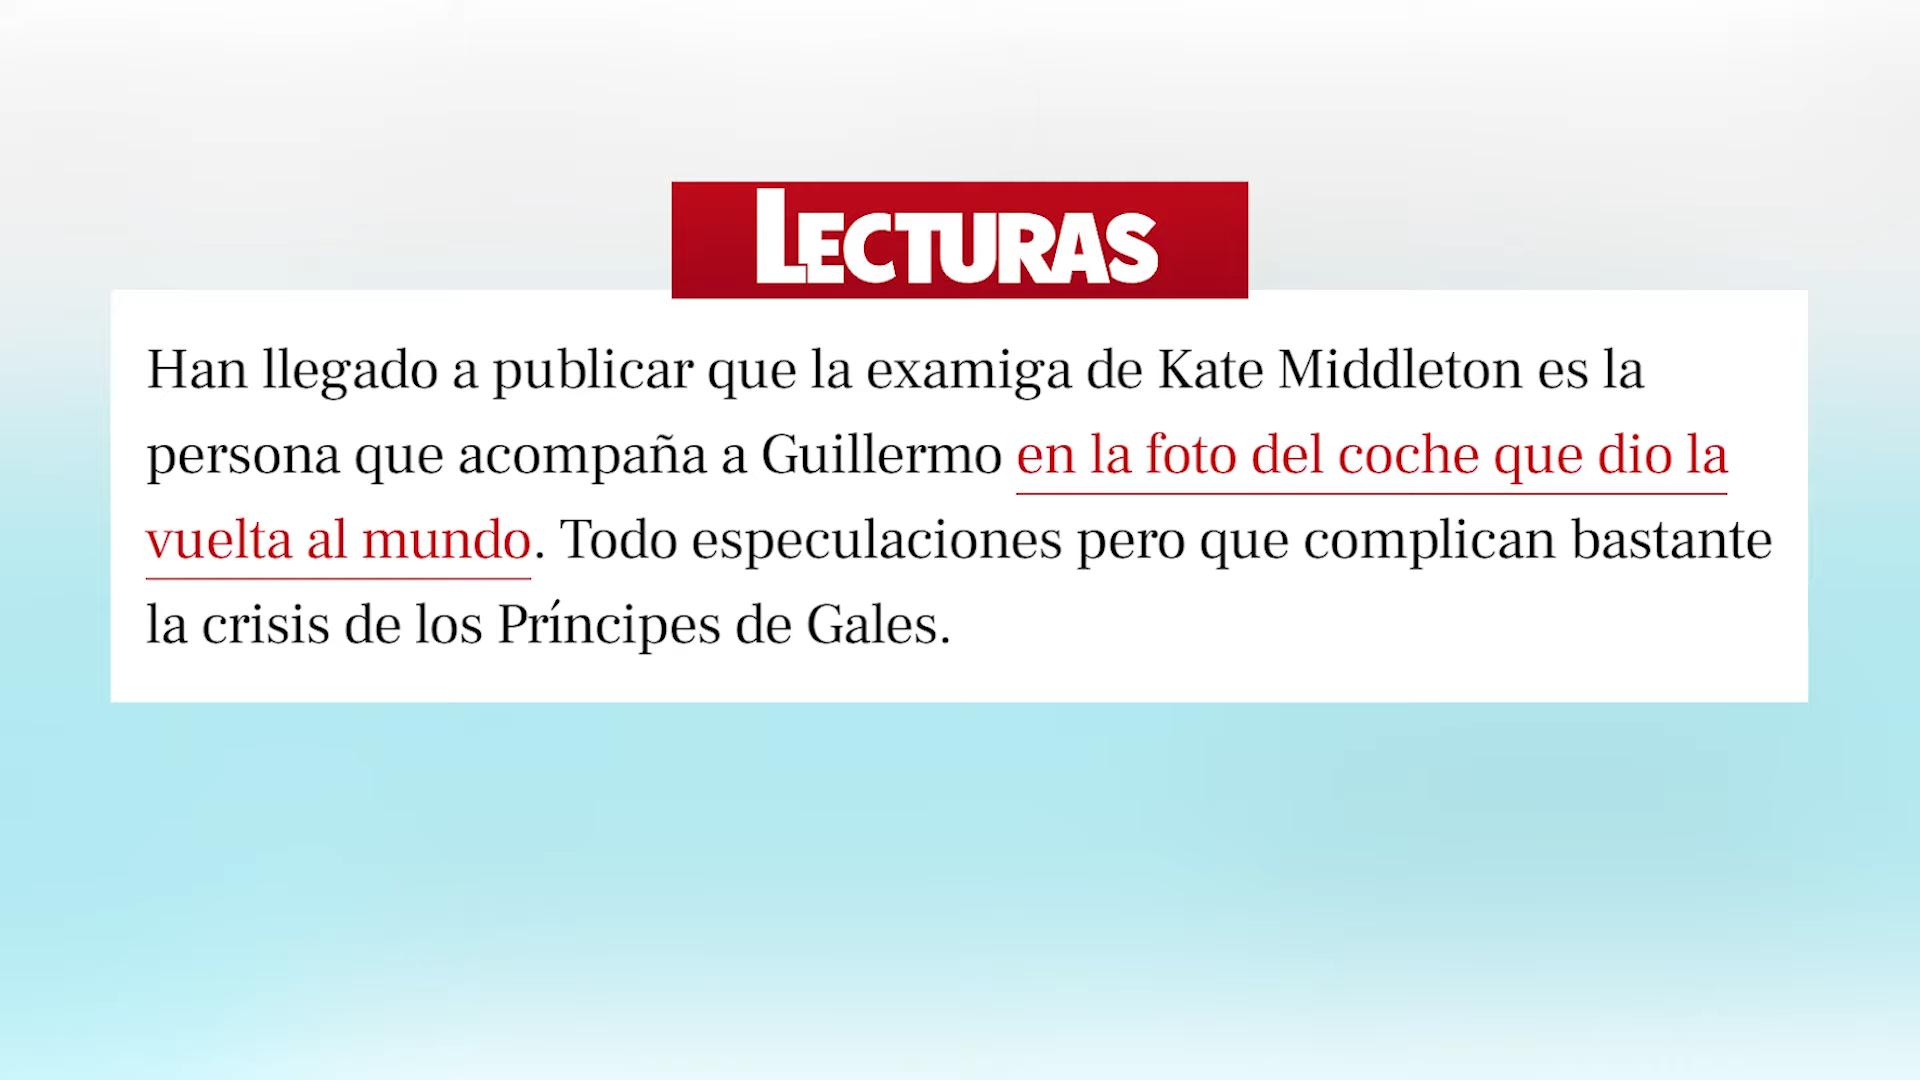 LECTURAS
Han llegado a publicar que la examiga de Kate Middleton es la
persona que acompaña a Guillermo en la foto del coche que dio la
vuelta al mundo. Todo especulaciones pero que complican bastante
la crisis de los Príncipes de Gales.